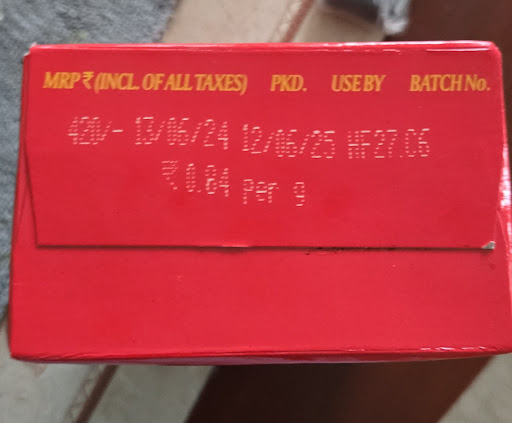 MRP ₹ (INCL. OF ALL TAXES) PKD. USE BY BATCH No.
420/- 13/06/24 12/06/25 HF27.06
₹ 0.84 Per g